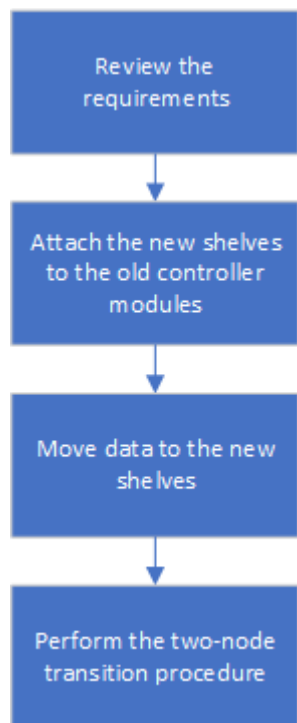 Review the
requirements
Attach the new shelves
to the old controller
modules
Move data to the new
shelves
Perform the two-node
transition procedure